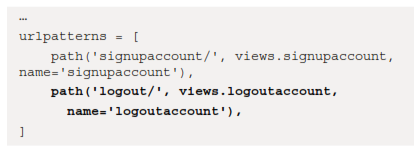 …
urlpatterns = [
    path('signupaccount/', views.signupaccount,
name='signupaccount'),
    path('logout/', views.logoutaccount,
      name='logoutaccount'),
]